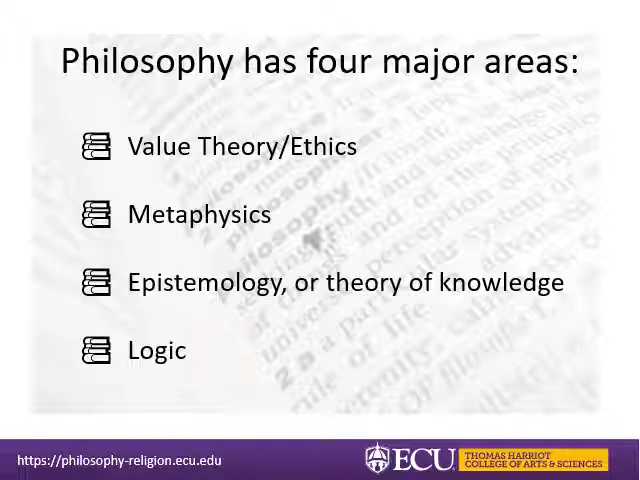 Philosophy has four major areas:
Value Theory/Ethics
Metaphysics
Epistemology, or theory of knowledge
Logic
https://philosophy-religion.ecu.edu
ECU
THOMAS HARRIOT
COLLEGE OF ARTS & SCIENCES